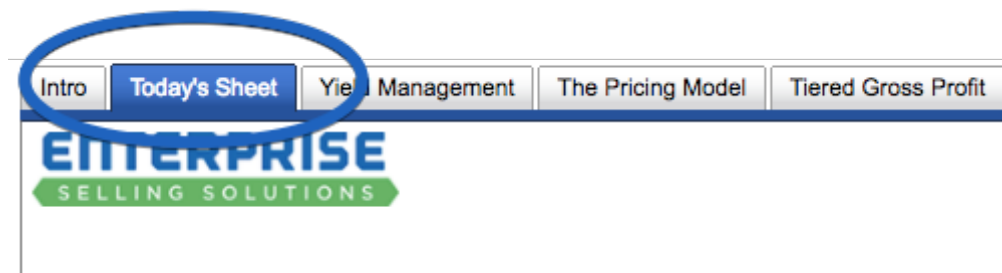 Intro Today's Sheet Yield Management The Pricing Model Tiered Gross Profit
ENTERPRISE
SELLING SOLUTIONS